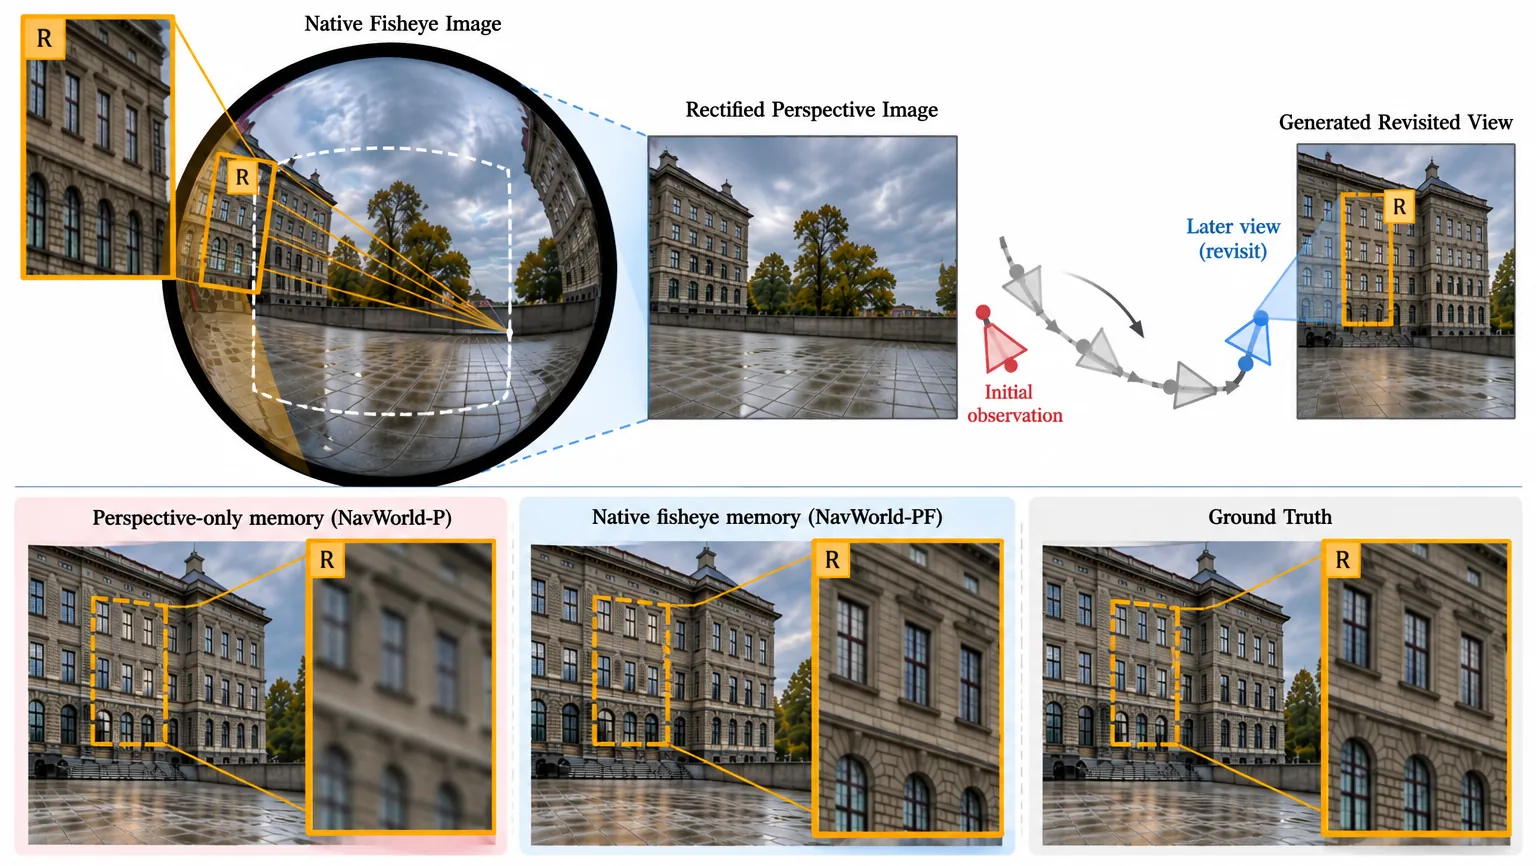 Native Fisheye Image
R
R
Rectified Perspective Image
Generated Revisited View
R
Later view
(revisit)
Initial
observation
Perspective-only memory (NavWorld-P)
R
Native fisheye memory (NavWorld-PF)
R
Ground Truth
R